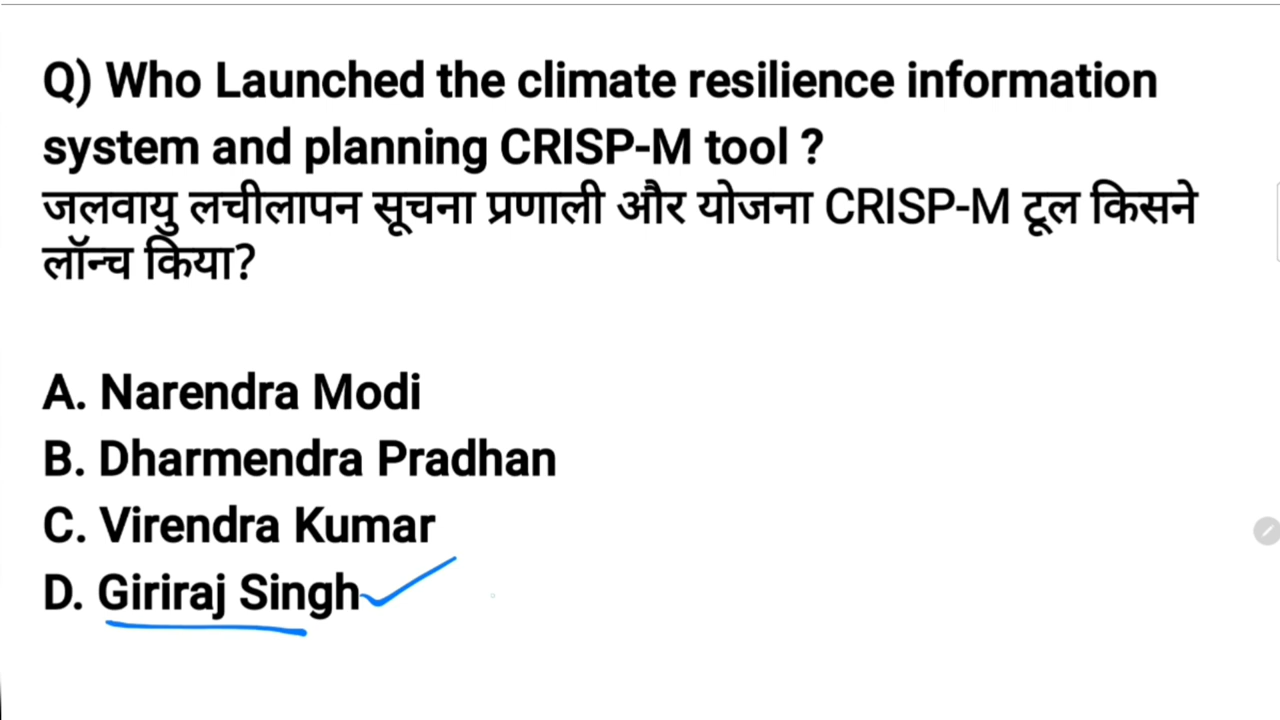 Q) Who Launched the climate resilience information
system and planning CRISP-M tool ?
जलवायु लचीलापन सूचना प्रणाली और योजना CRISP-M टूल किसने
लॉन्च किया?
A. Narendra Modi
B. Dharmendra Pradhan
C. Virendra Kumar
D. Giriraj Singh